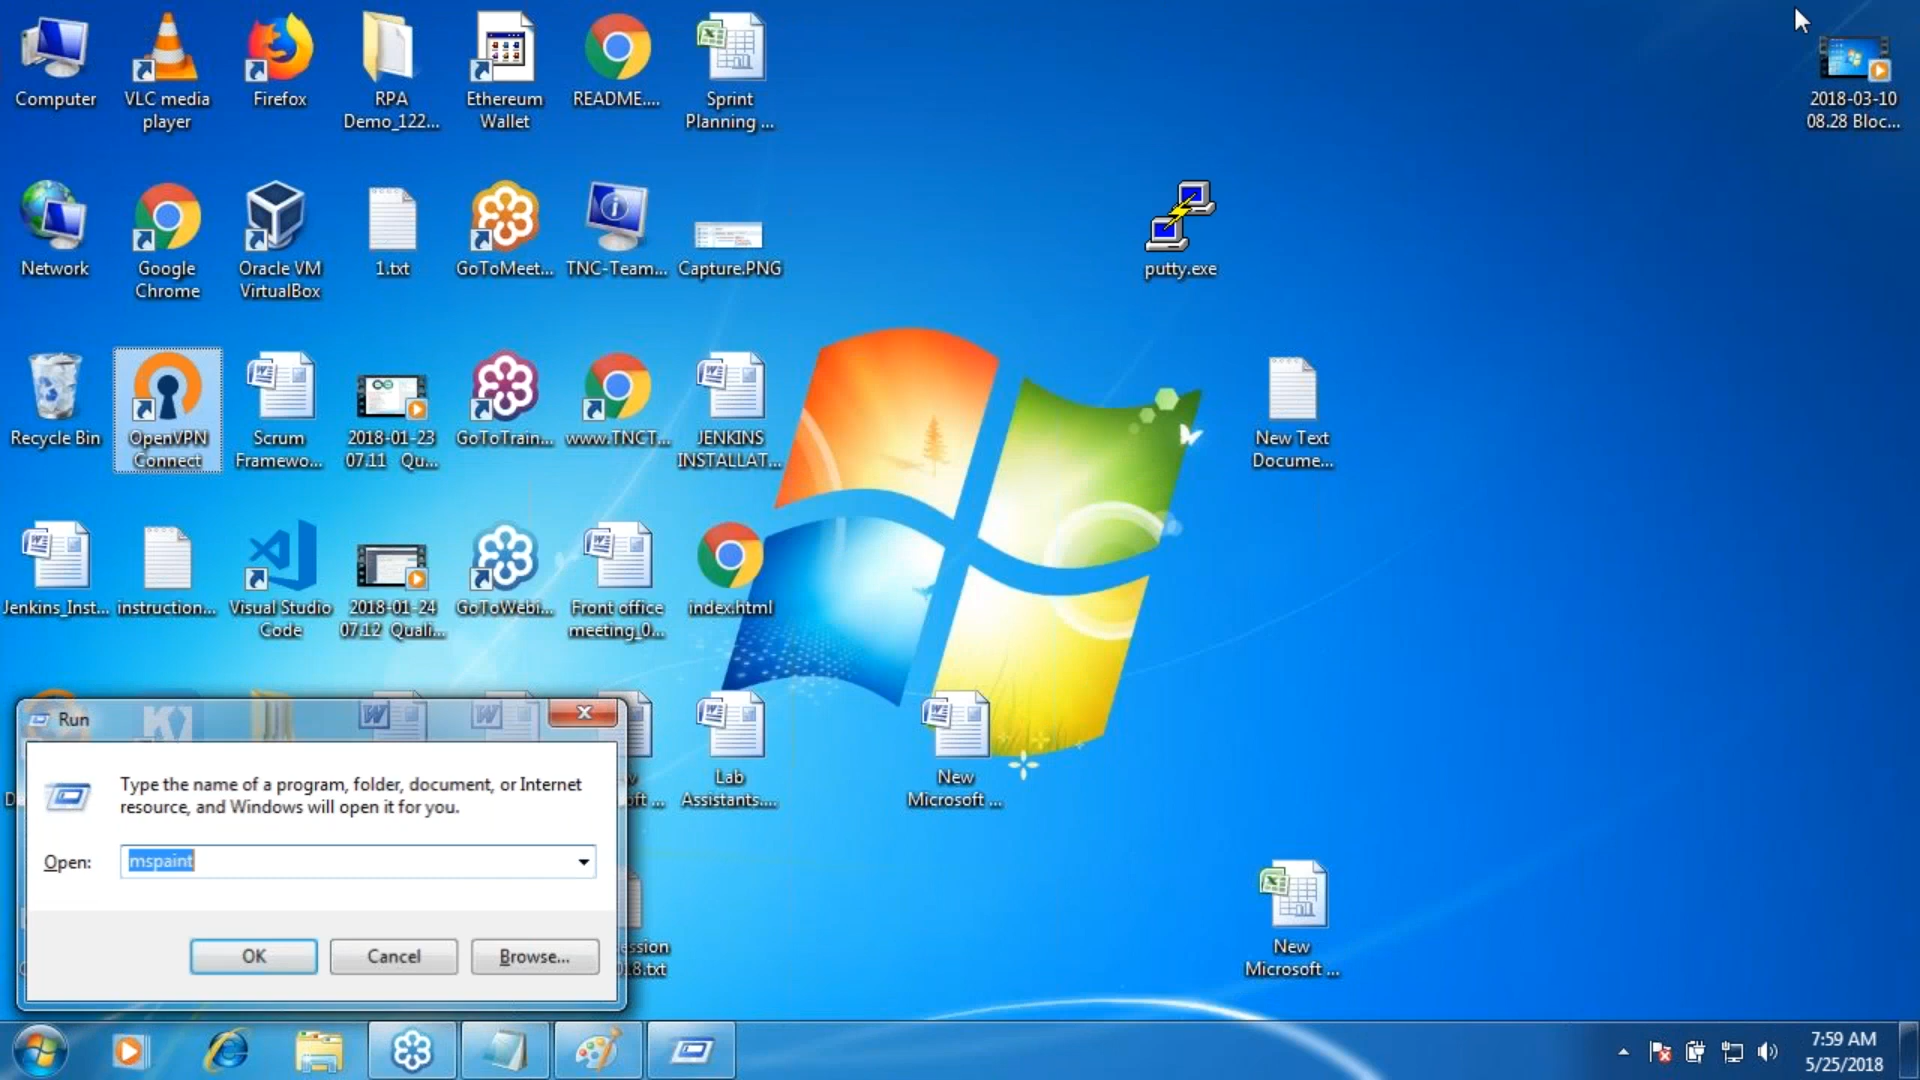 Computer
VLC media
player
Firefox
RPA
Demo_122...
Ethereum
Wallet
README....
Sprint
Planning ...
2018-03-10
08.28 Bloc...
Network
Google
Chrome
Oracle VM
VirtualBox
1.txt
GoToMeet...
TNC-Team...
Capture.PNG
putty.exe
Recycle Bin
OpenVPN
Connect
Scrum
Framewo...
2018-01-23
07.11 Qu...
GoToTrain...
www.TNCT...
JENKINS
INSTALLAT...
New Text
Docume...
Jenkins_Inst...
instruction...
Visual Studio
Code
2018-01-24
07.12 Quali...
GoToWebi...
Front office
meeting_0...
index.html
Lab
Assistants....
New
Microsoft ...
New
Microsoft ...
Run
Type the name of a program, folder, document, or Internet
resource, and Windows will open it for you.
Open:
mspaint
OK
Cancel
Browse...
7:59 AM
5/25/2018